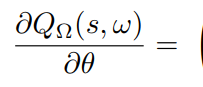 ∂Q_Ω(s, ω)/∂θ = (